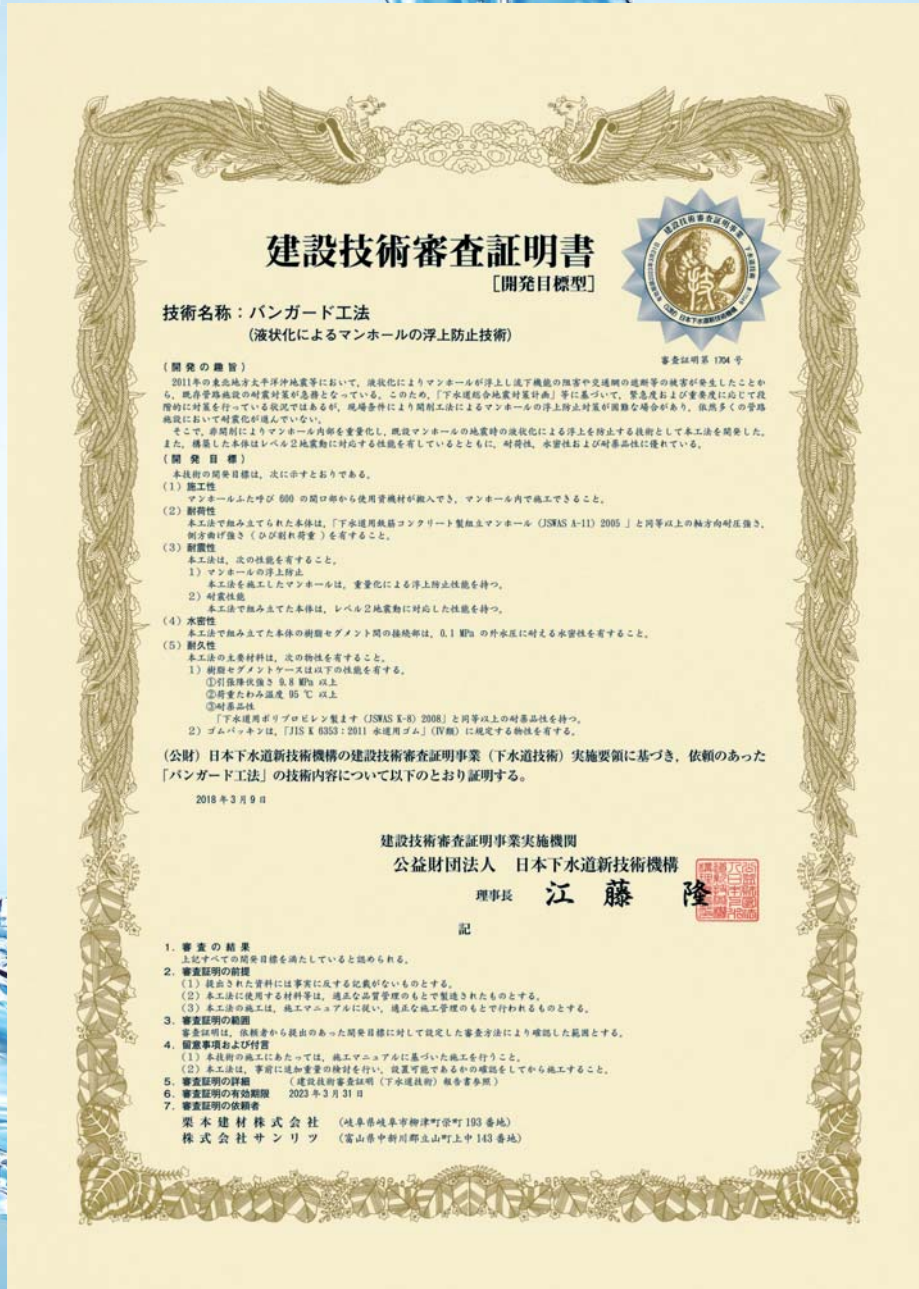 建設技術審査証明書
［開発目標型］
技術名称：バンガード工法
（液状化によるマンホールの浮上防止技術）
建設技術審査証明事業
下水道技術
技
(公財)日本下水道新技術機構
審査証明第 1704 号
(開発の趣旨)
2011年の東北地方太平洋沖地震等において，液状化によりマンホールが浮上し流下機能の阻害や交通網の遮断等の被害が発生したことか
ら，既存管路施設の耐震対策が急務となっている。このため，「下水道総合地震対策計画」等に基づいて，緊急度および重要度に応じて段
階的に対策を行っている状況ではあるが，現場条件により開削工法によるマンホールの浮上防止対策が困難な場合があり，依然多くの管路
施設において耐震化が進んでいない。
そこで，非開削によりマンホール内部を重量化し，既設マンホールの地震時の液状化による浮上を防止する技術として本工法を開発した。
また，構築した本体はレベル2地震動に対応する性能を有しているとともに，耐荷性，水密性および耐薬品性に優れている。
(開発目標)
本技術の開発目標は，次に示すとおりである。
(1) 施工性
マンホールふた呼び 600 の開口部から使用資機材が搬入でき，マンホール内で施工できること。
(2) 耐荷性
本工法で組み立てられた本体は，「下水道用鉄筋コンクリート製組立マンホール (JSWAS A-11) 2005 」と同等以上の軸方向耐圧強さ，
側方曲げ強さ (ひび割れ荷重) を有すること。
(3) 耐震性
本工法は，次の性能を有すること。
1) マンホールの浮上防止
本工法を施工したマンホールは，重量化による浮上防止性能を持つ。
2) 耐震性能
本工法で組み立てた本体は，レベル2地震動に対応した性能を持つ。
(4) 水密性
本工法で組み立てた本体の樹脂セグメント間の接続部は，0.1 MPa の外水圧に耐える水密性を有すること。
(5) 耐久性
本工法の主要材料は，次の物性を有すること。
1) 樹脂セグメントケースは以下の性能を有する。
①引張降伏強さ 9.8 MPa 以上
②荷重たわみ温度 95 ℃ 以上
③耐薬品性
「下水道用ポリプロピレン製ます (JSWAS K-8) 2008」と同等以上の耐薬品性を持つ。
2) ゴムパッキンは，「JIS K 6353：2011 水道用ゴム」(Ⅳ類) に規定する物性を有する。
(公財) 日本下水道新技術機構の建設技術審査証明事業 (下水道技術) 実施要領に基づき，依頼のあった
「バンガード工法」の技術内容について以下のとおり証明する。
2018年3月9日
建設技術審査証明事業実施機関
公益財団法人　日本下水道新技術機構
理事長　江藤　隆
記
1. 審査の結果
上記すべての開発目標を満たしていると認められる。
2. 審査証明の前提
(1) 提出された資料には事実に反する記載がないものとする。
(2) 本工法に使用する材料等は，適正な品質管理のもとで製造されたものとする。
(3) 本工法の施工は，施工マニュアルに従い，適正な施工管理のもとで行われるものとする。
3. 審査証明の範囲
審査証明は，依頼者から提出のあった開発目標に対して設定した審査方法により確認した範囲とする。
4. 留意事項および付言
(1) 本技術の施工にあたっては，施工マニュアルに基づいた施工を行うこと。
(2) 本工法は，事前に追加重量の検討を行い，設置可能であるかの確認をしてから施工すること。
5. 審査証明の詳細　(建設技術審査証明 (下水道技術) 報告書参照)
6. 審査証明の有効期限　2023年3月31日
7. 審査証明の依頼者
栗本建材株式会社　(岐阜県岐阜市柳津町栄町193番地)
株式会社サンリツ　(富山県中新川郡立山町上中143番地)